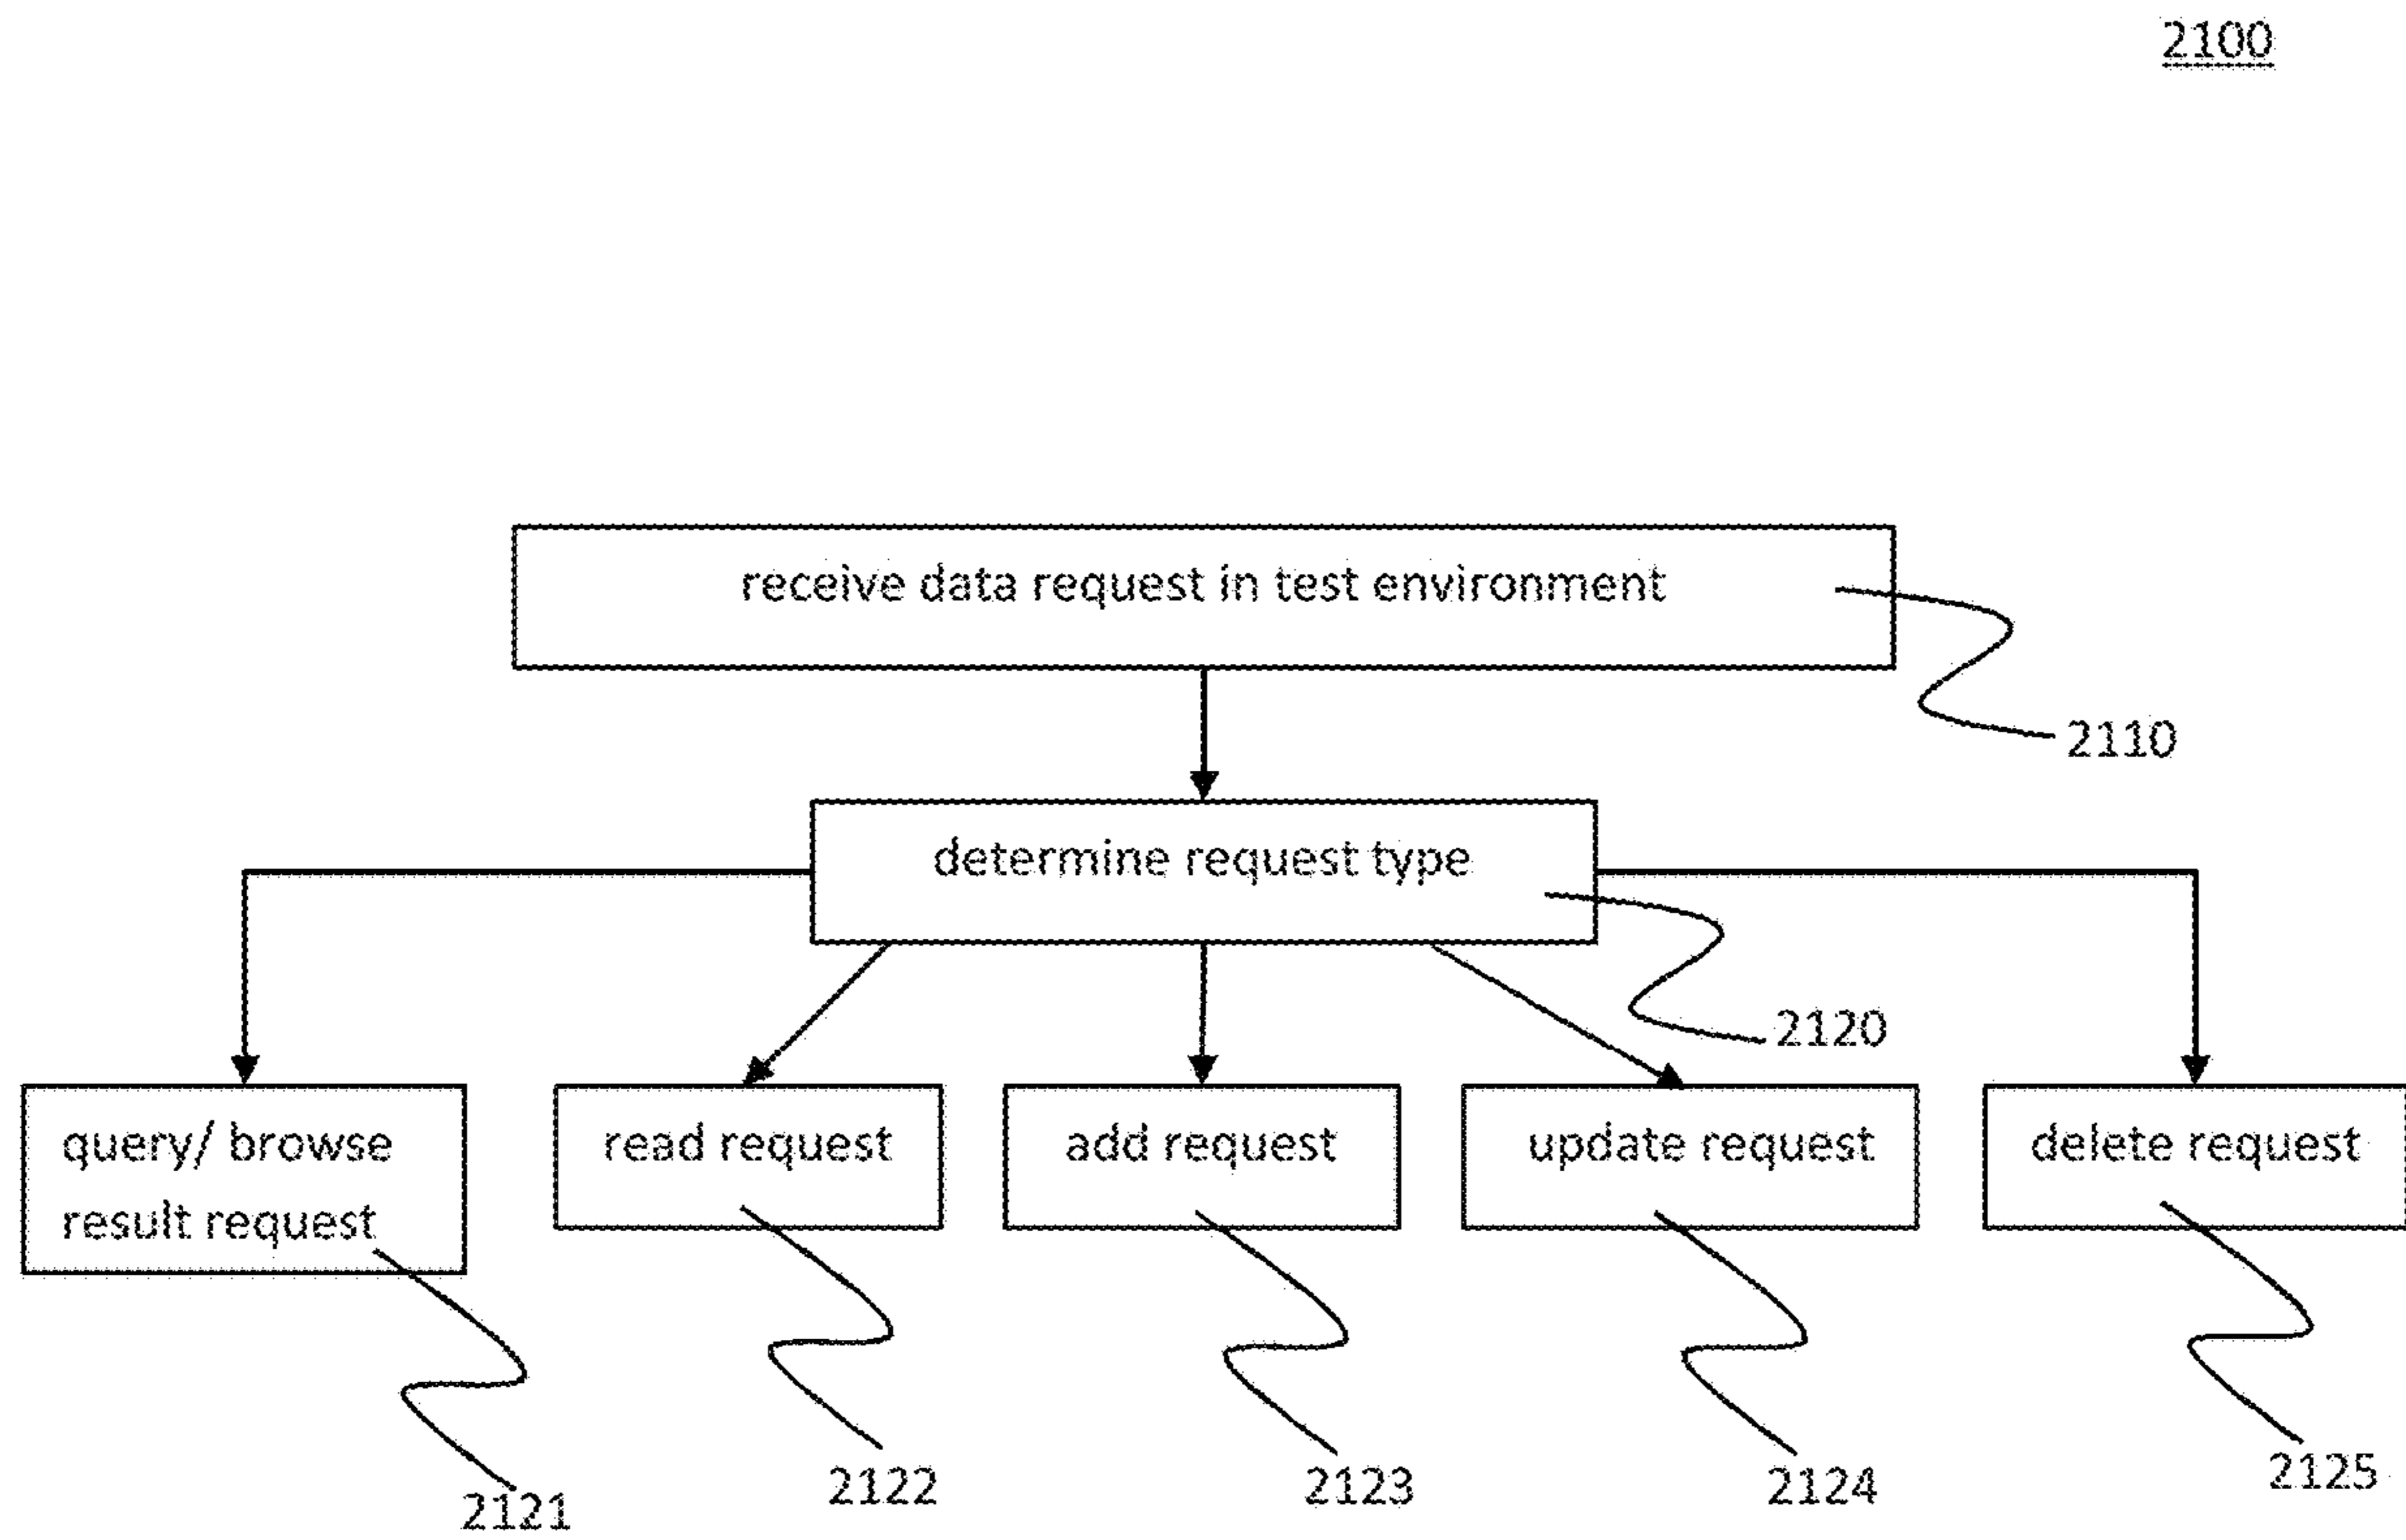 2100
receive data request in test environment
2110
determine request type
2120
query/ browse
result request
read request
add request
update request
delete request
2121
2122
2123
2124
2125